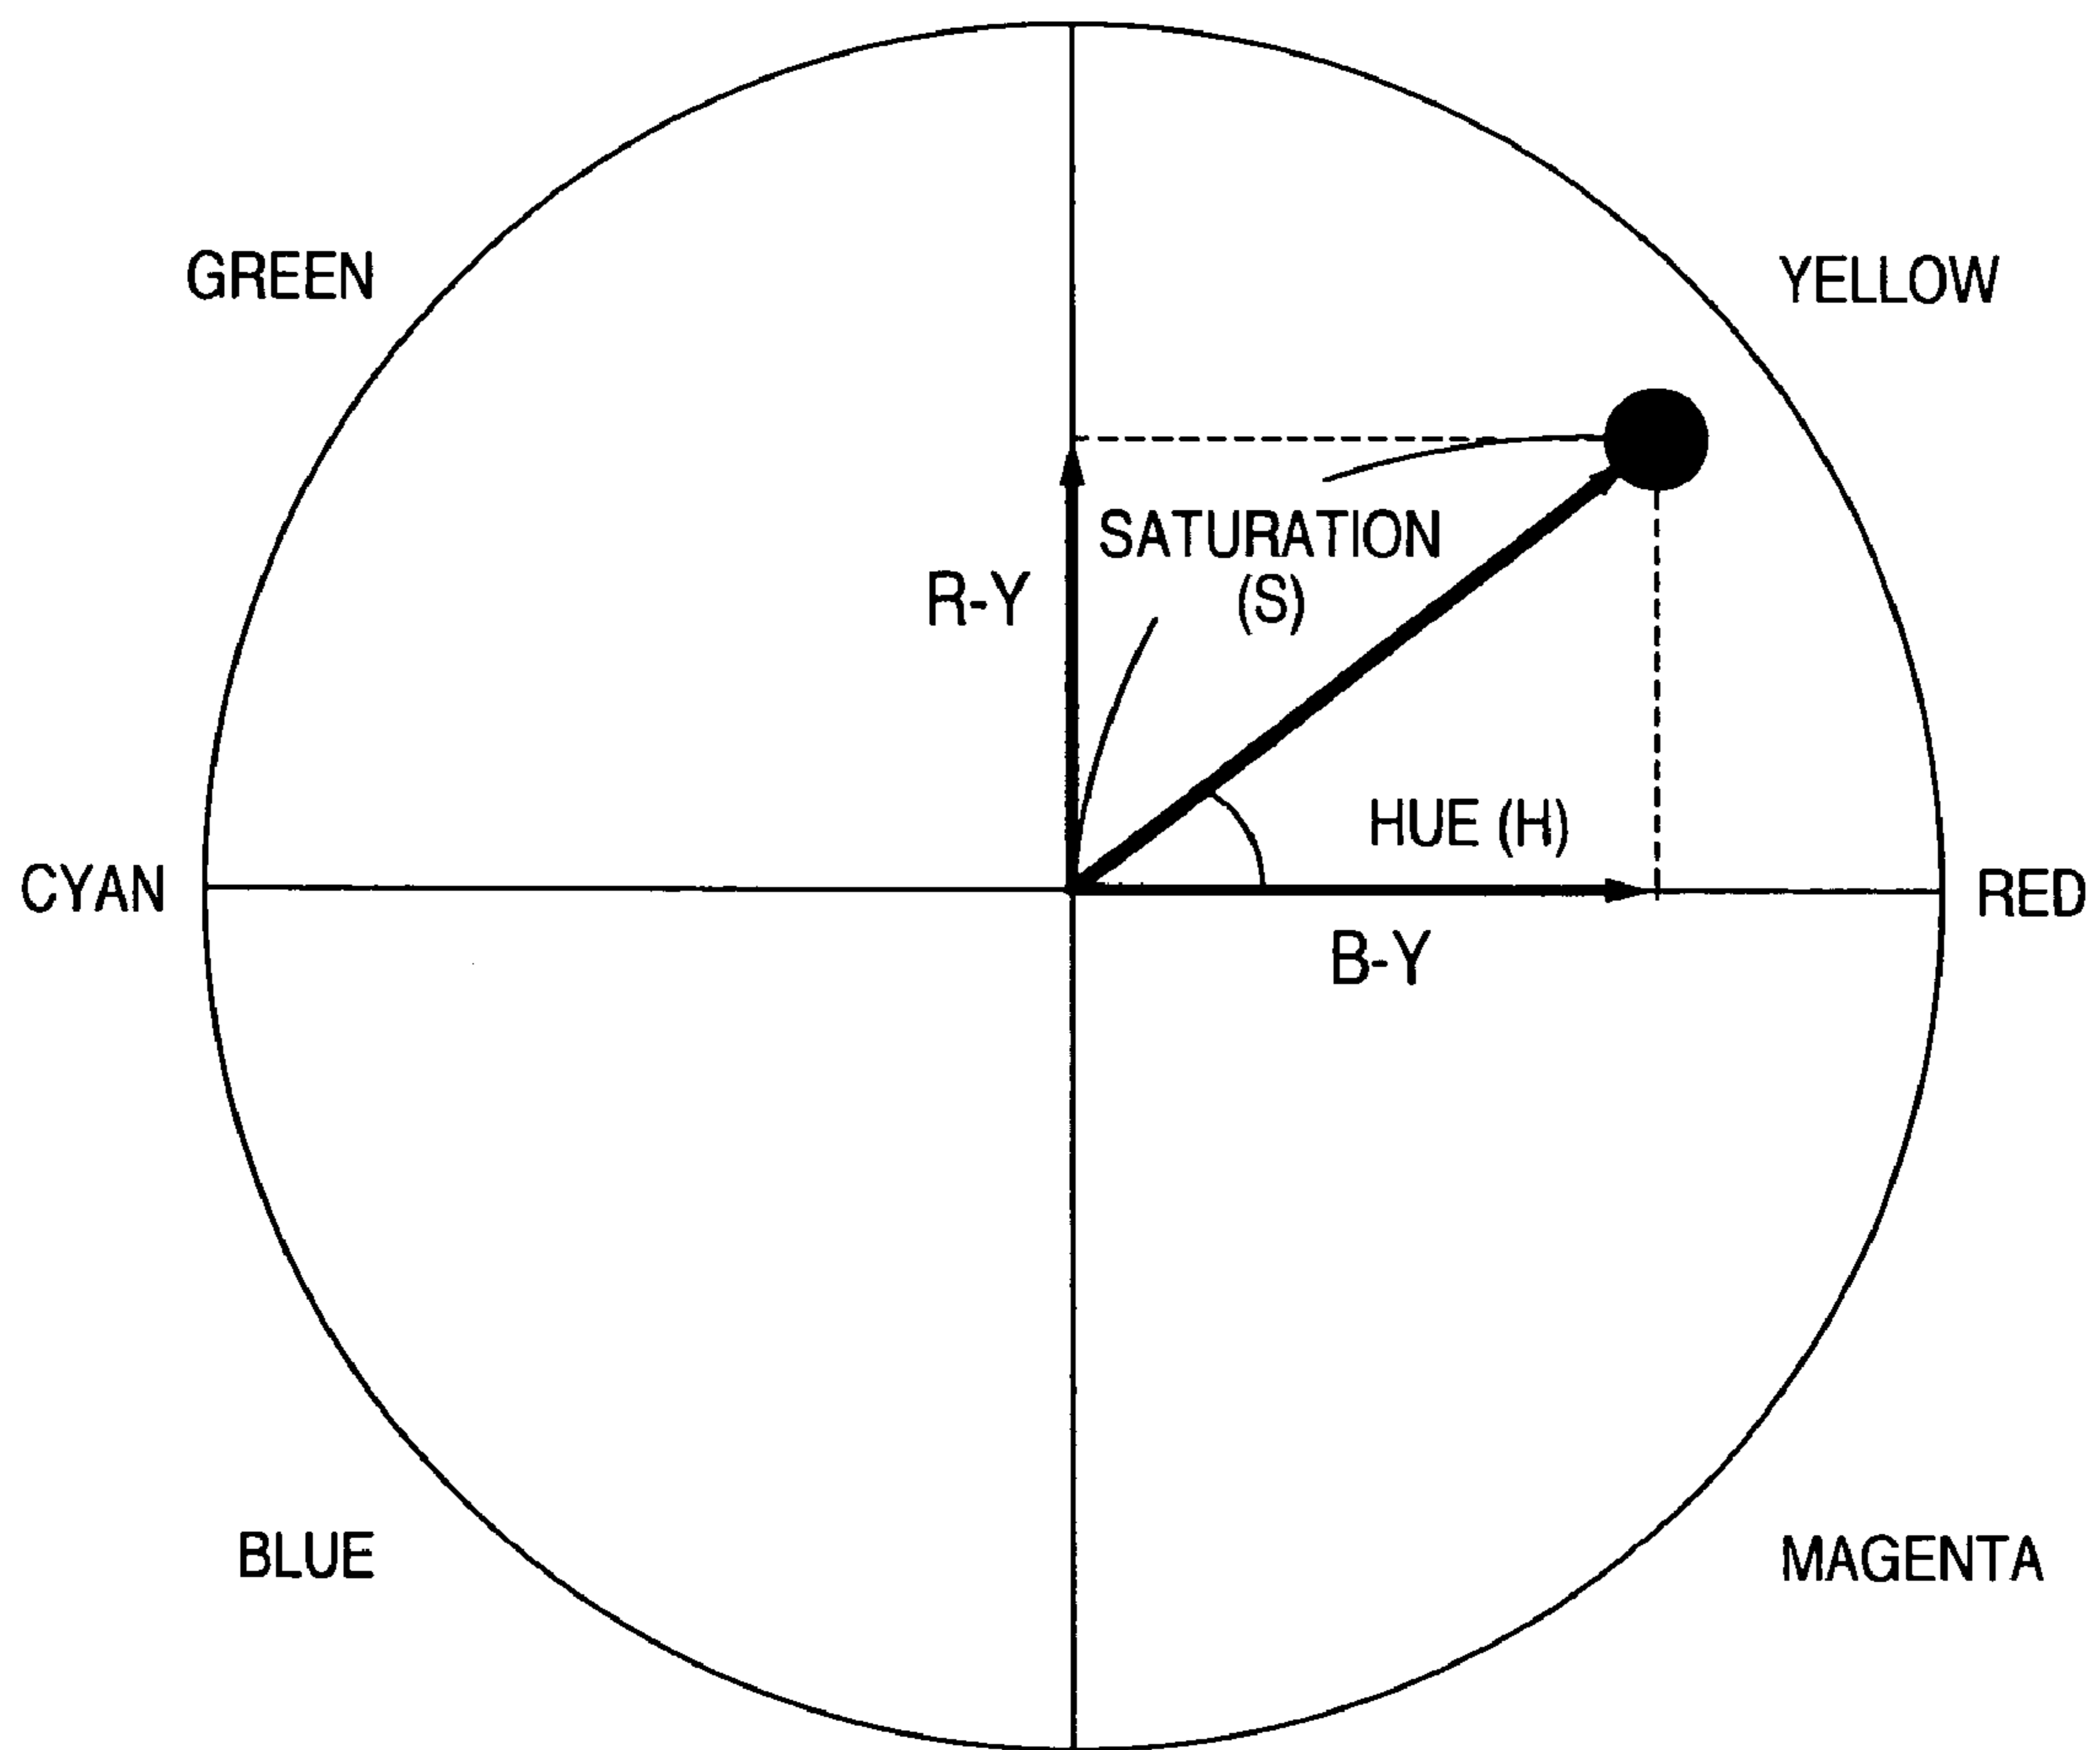 GREEN
YELLOW
SATURATION
(S)
R-Y
HUE (H)
CYAN
RED
B-Y
BLUE
MAGENTA